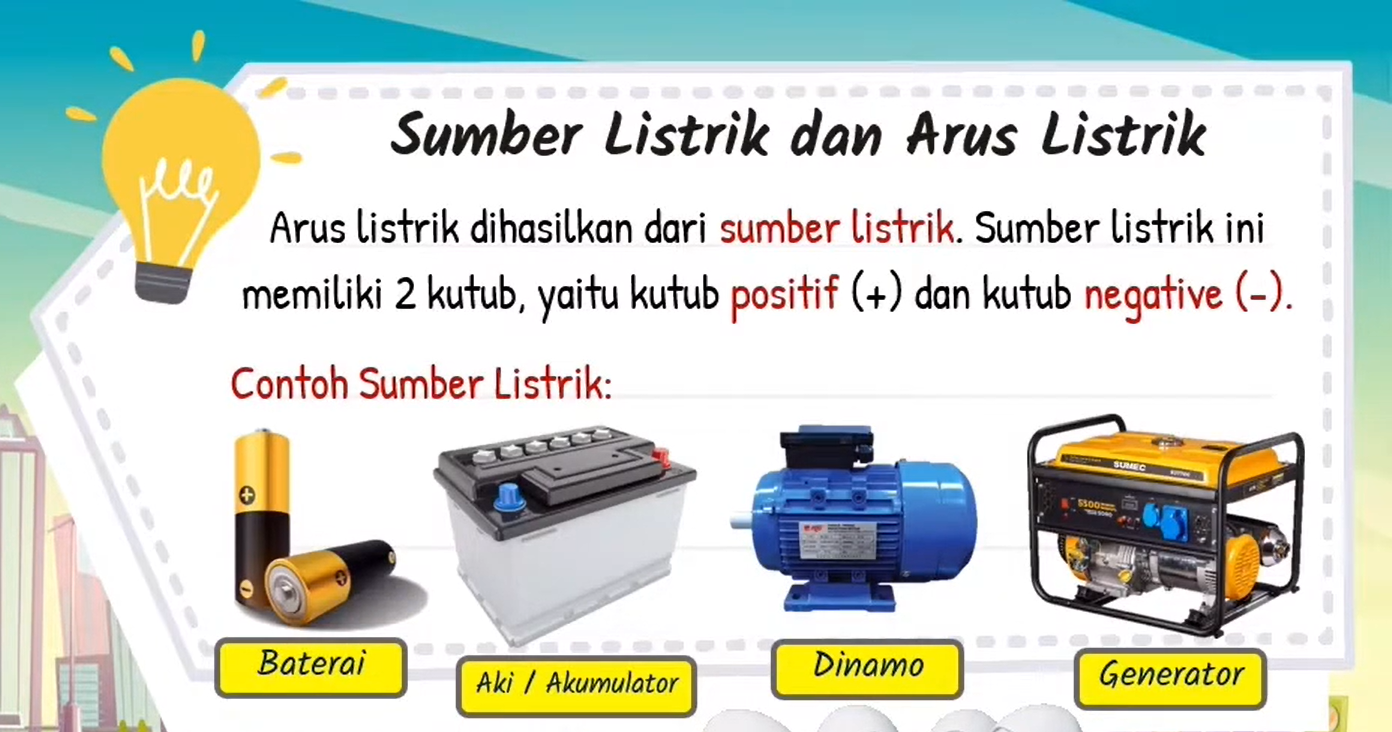 Sumber Listrik dan Arus Listrik
Arus listrik dihasilkan dari sumber listrik. Sumber listrik ini
memiliki 2 kutub, yaitu kutub positif (+) dan kutub negative (-).
Contoh Sumber Listrik:
+
-
+
SUMEC
5500
Baterai
Aki / Akumulator
Dinamo
Generator